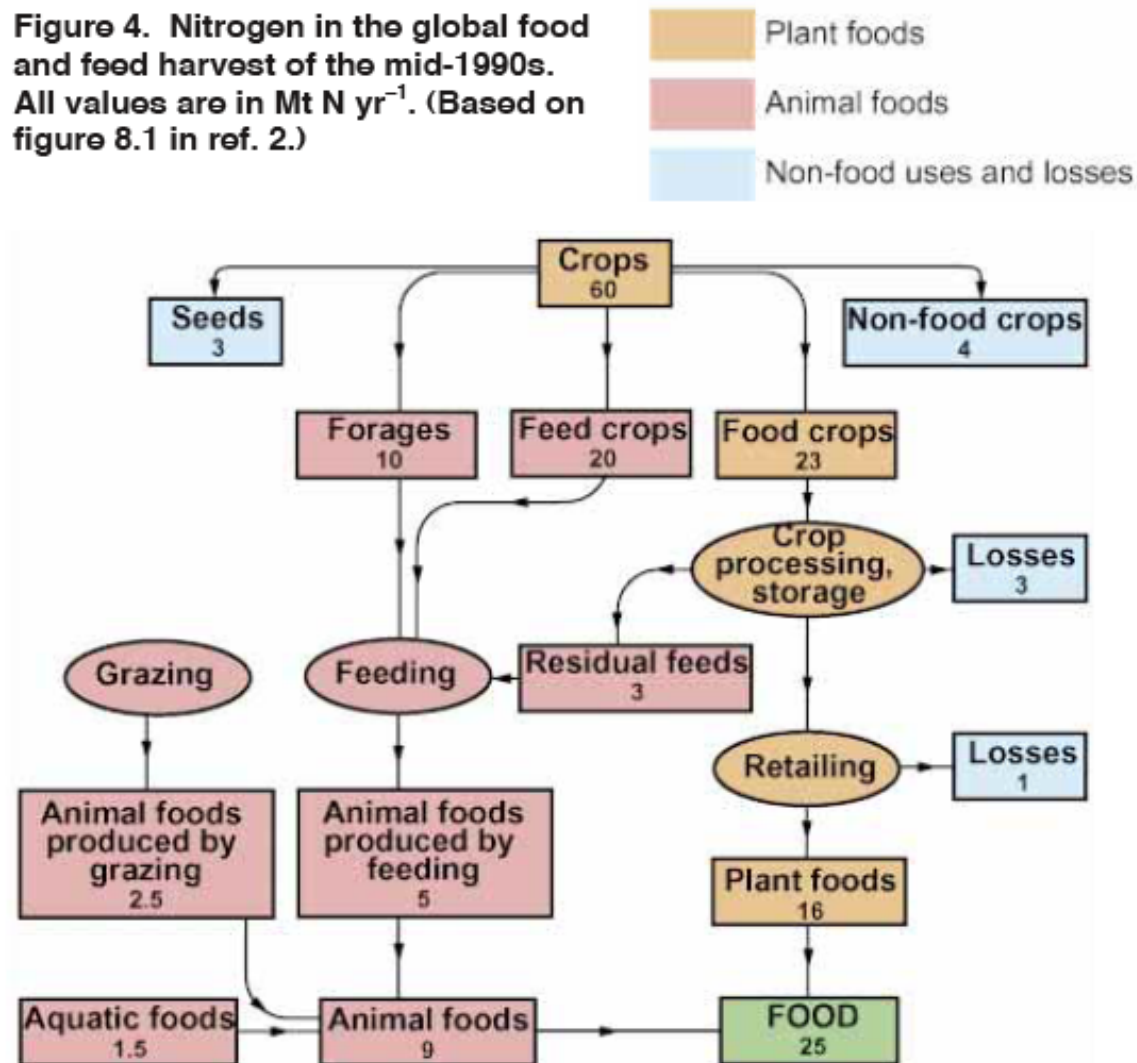 Figure 4. Nitrogen in the global food
and feed harvest of the mid-1990s.
All values are in Mt N yr⁻¹. (Based on
figure 8.1 in ref. 2.)
Plant foods
Animal foods
Non-food uses and losses
Crops
60
Seeds
3
Non-food crops
4
Forages
10
Feed crops
20
Food crops
23
Crop
processing,
storage
Losses
3
Grazing
Feeding
Residual feeds
3
Retailing
Losses
1
Animal foods
produced by
grazing
2.5
Animal foods
produced by
feeding
5
Plant foods
16
Aquatic foods
1.5
Animal foods
9
FOOD
25